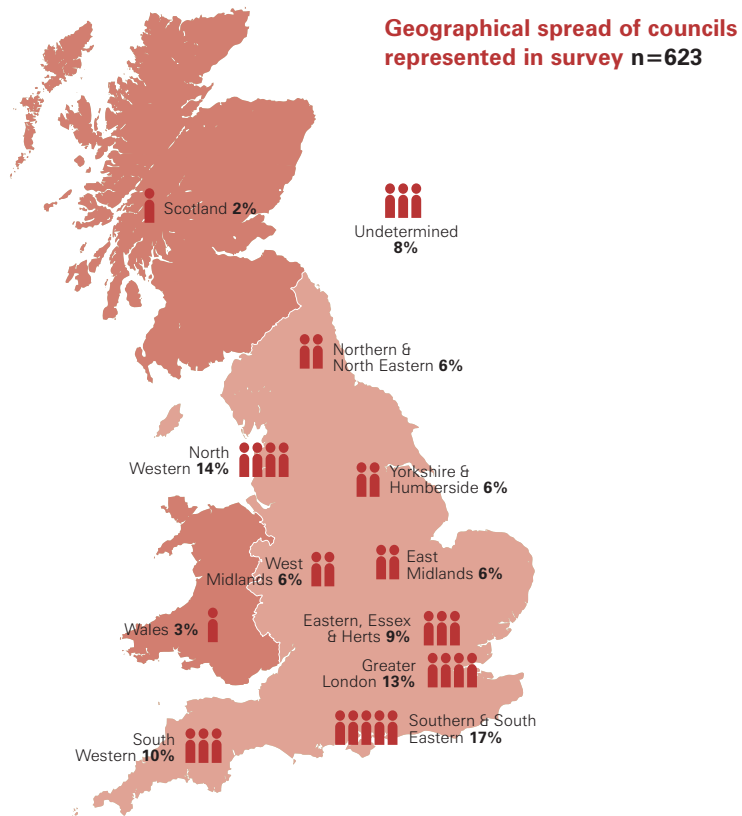 Geographical spread of councils
represented in survey n=623
Scotland 2%
Undetermined
8%
Northern &
North Eastern 6%
North
Western 14%
Yorkshire &
Humberside 6%
West
Midlands 6%
East
Midlands 6%
Wales 3%
Eastern, Essex
& Herts 9%
Greater
London 13%
Southern & South
Eastern 17%
South
Western 10%